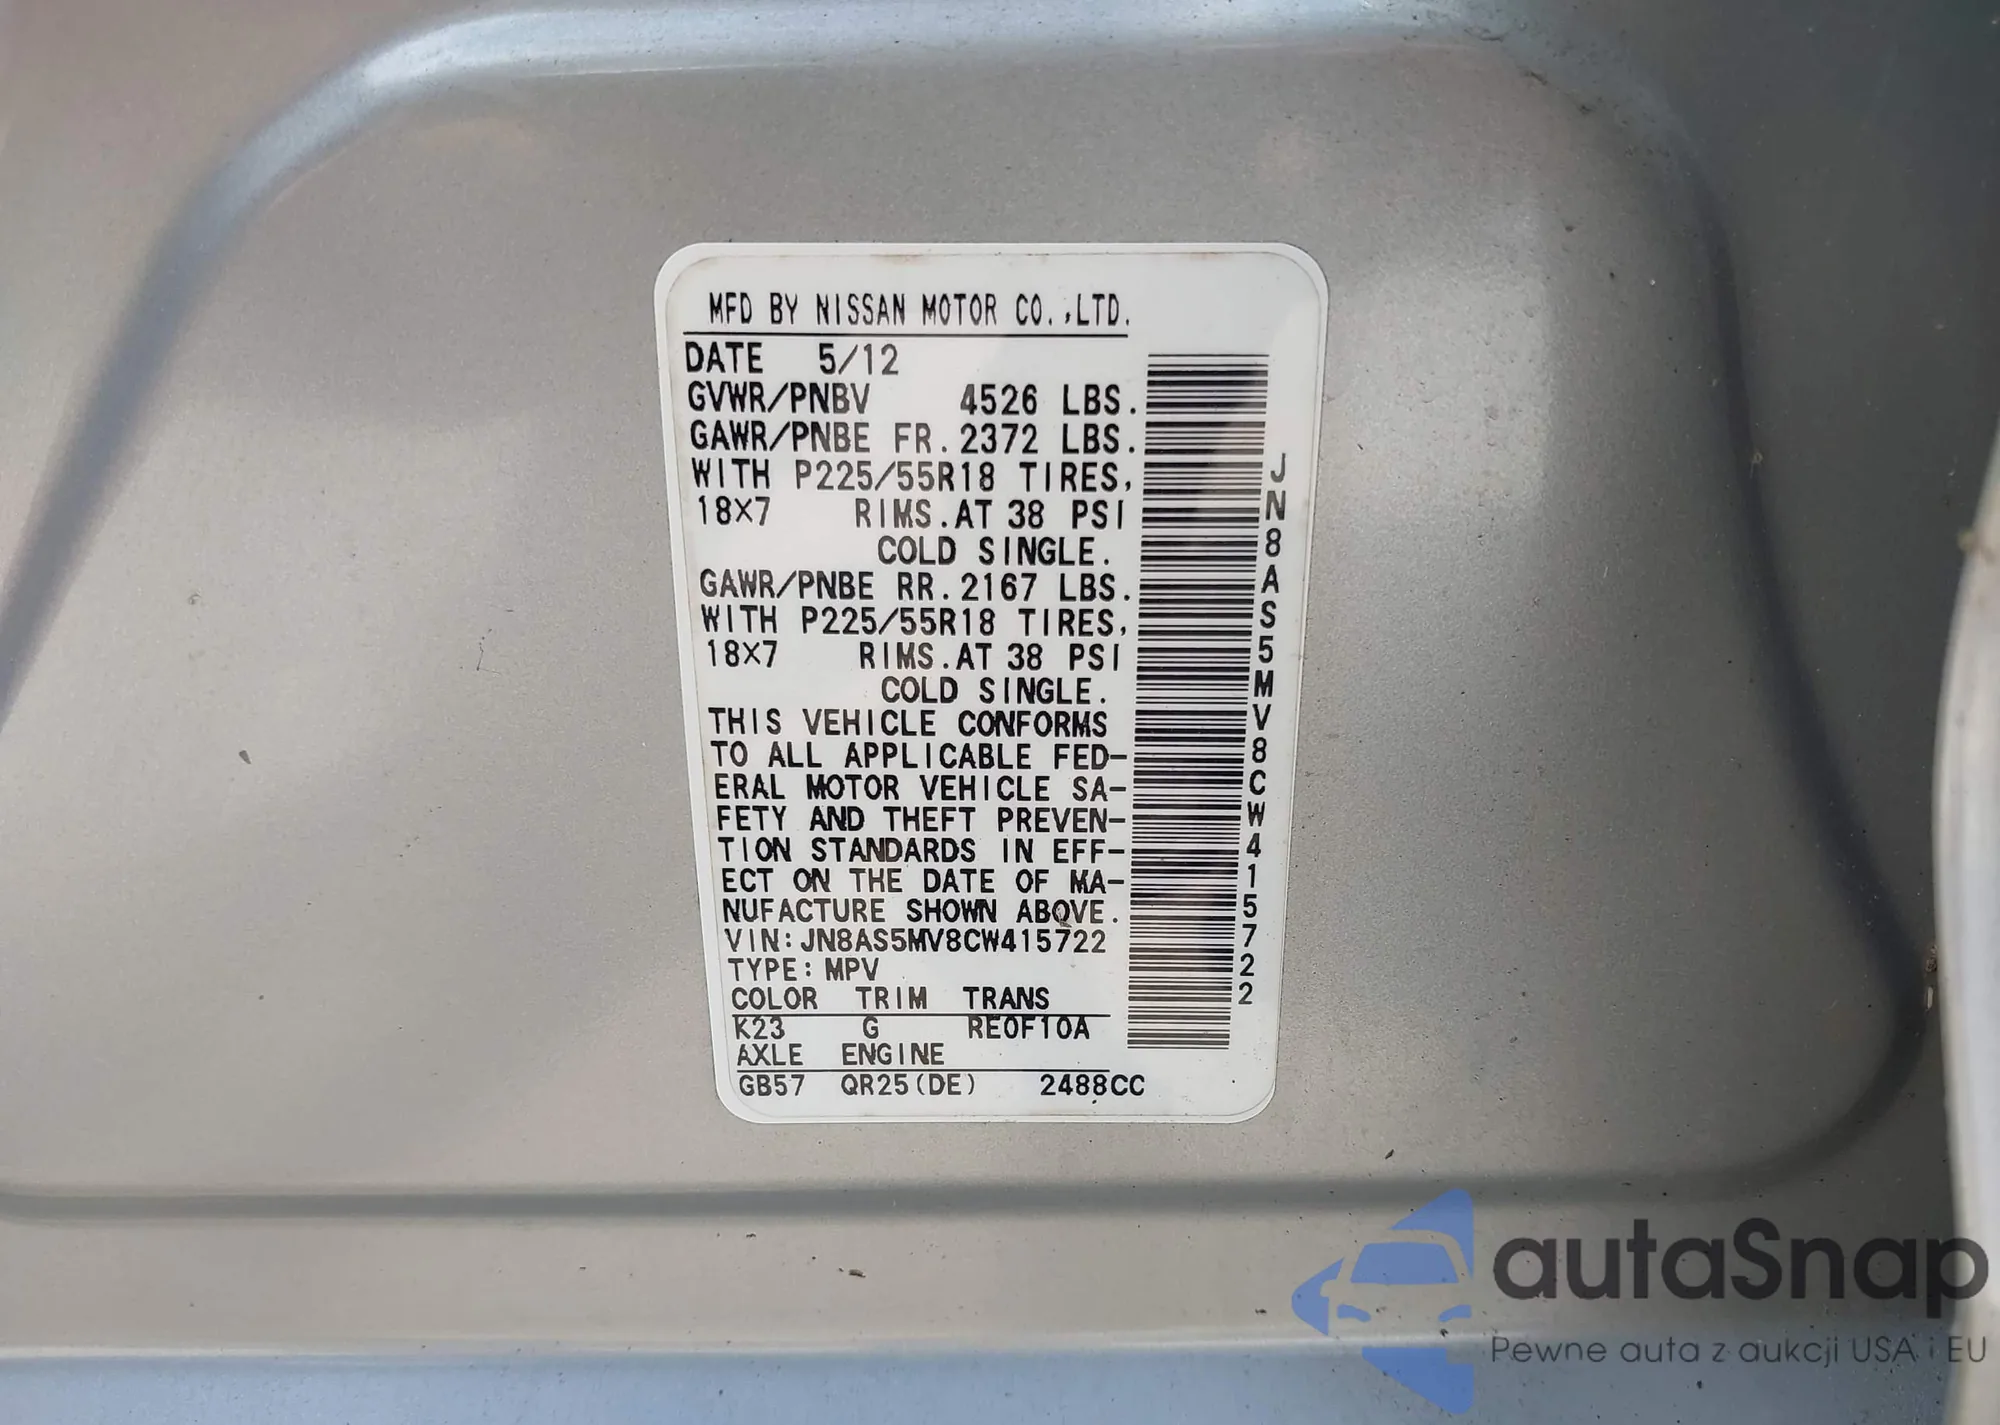 MFD BY NISSAN MOTOR CO.,LTD.
DATE 5/12
GVWR/PNBV 4526 LBS.
GAWR/PNBE FR. 2372 LBS.
WITH P225/55R18 TIRES,
18X7 RIMS.AT 38 PSI
COLD SINGLE.
GAWR/PNBE RR. 2167 LBS.
WITH P225/55R18 TIRES,
18X7 RIMS.AT 38 PSI
COLD SINGLE.
THIS VEHICLE CONFORMS
TO ALL APPLICABLE FED-
ERAL MOTOR VEHICLE SA-
FETY AND THEFT PREVEN-
TION STANDARDS IN EFF-
ECT ON THE DATE OF MA-
NUFACTURE SHOWN ABOVE.
VIN:JN8AS5MV8CW415722
TYPE:MPV
COLOR TRIM TRANS
K23 G RE0F10A
AXLE ENGINE
GB57 QR25(DE) 2488CC
JN8AS5MV8CW415722
autaSnap
Pewne auta z aukcji USA i EU